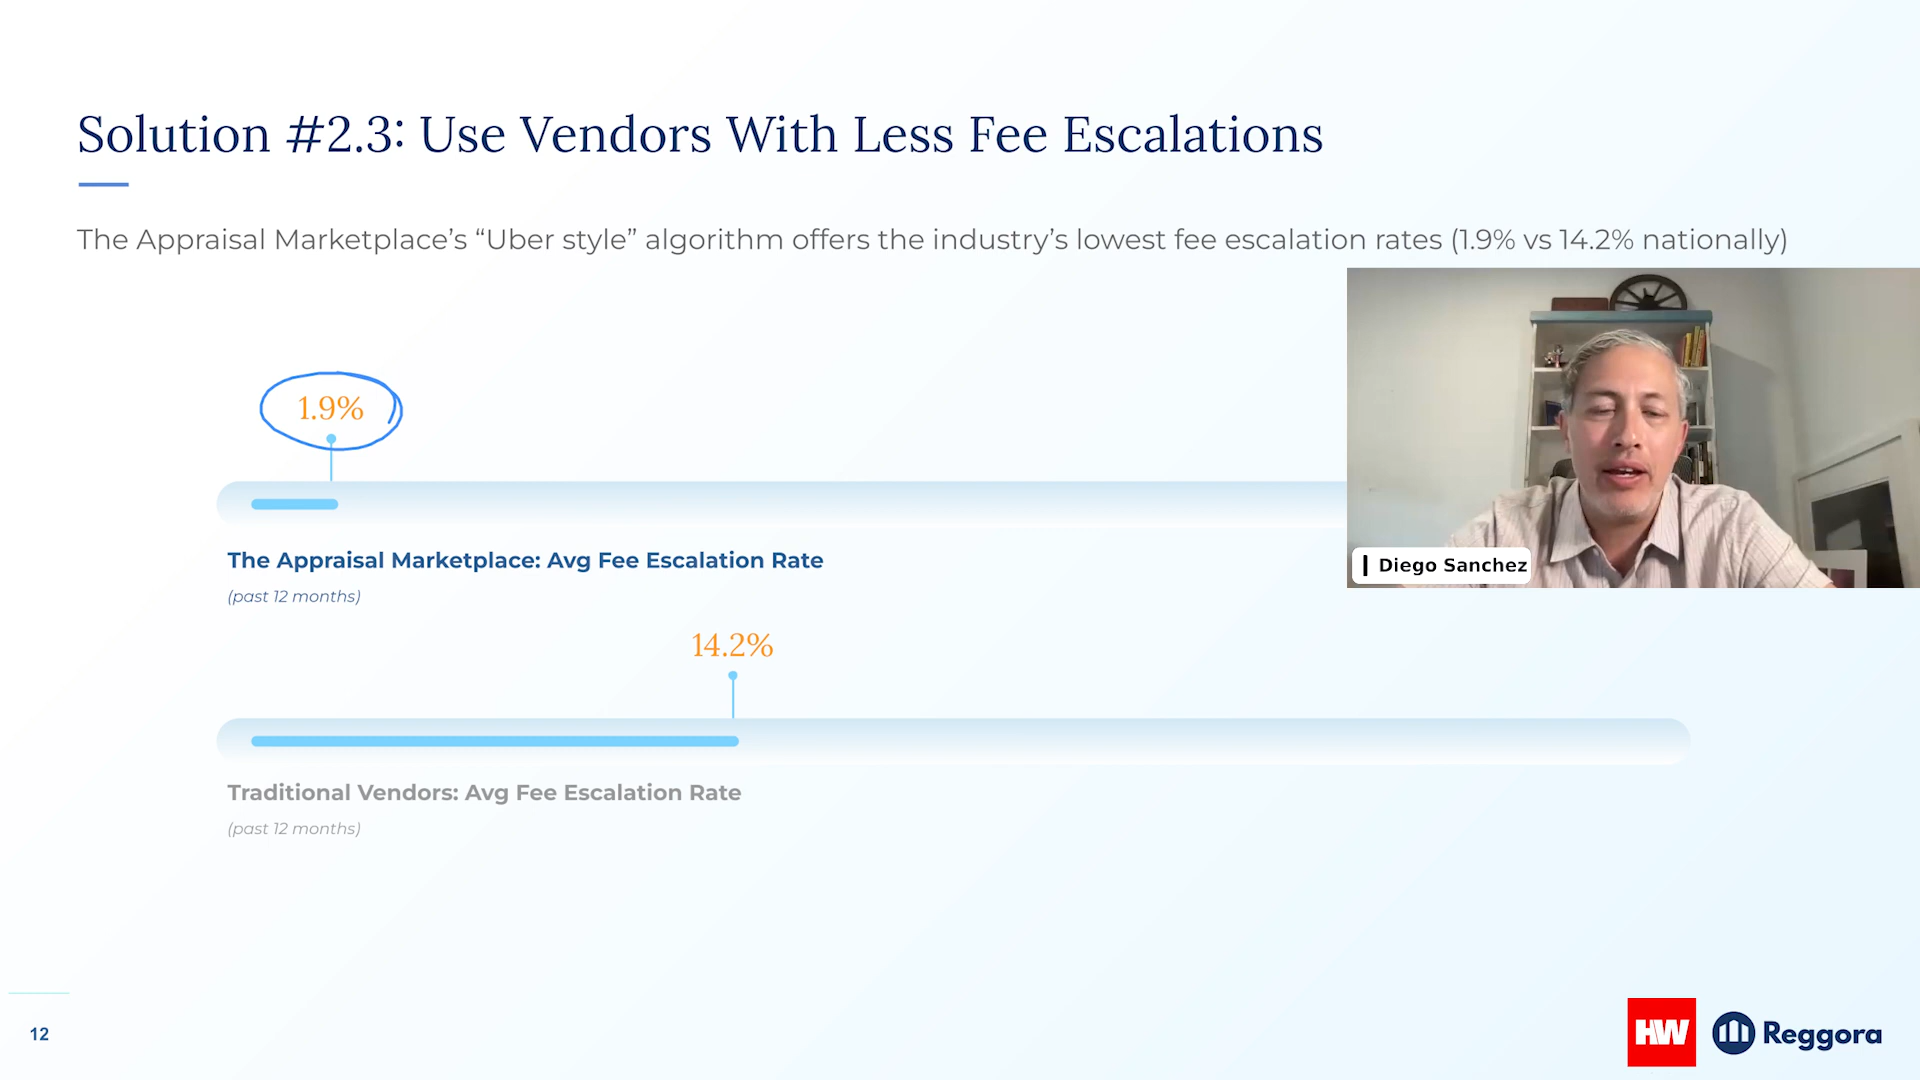 Solution #2.3: Use Vendors With Less Fee Escalations
The Appraisal Marketplace’s “Uber style” algorithm offers the industry’s lowest fee escalation rates (1.9% vs 14.2% nationally)
1.9%
The Appraisal Marketplace: Avg Fee Escalation Rate
(past 12 months)
Diego Sanchez
14.2%
Traditional Vendors: Avg Fee Escalation Rate
(past 12 months)
12
HW
Reggora